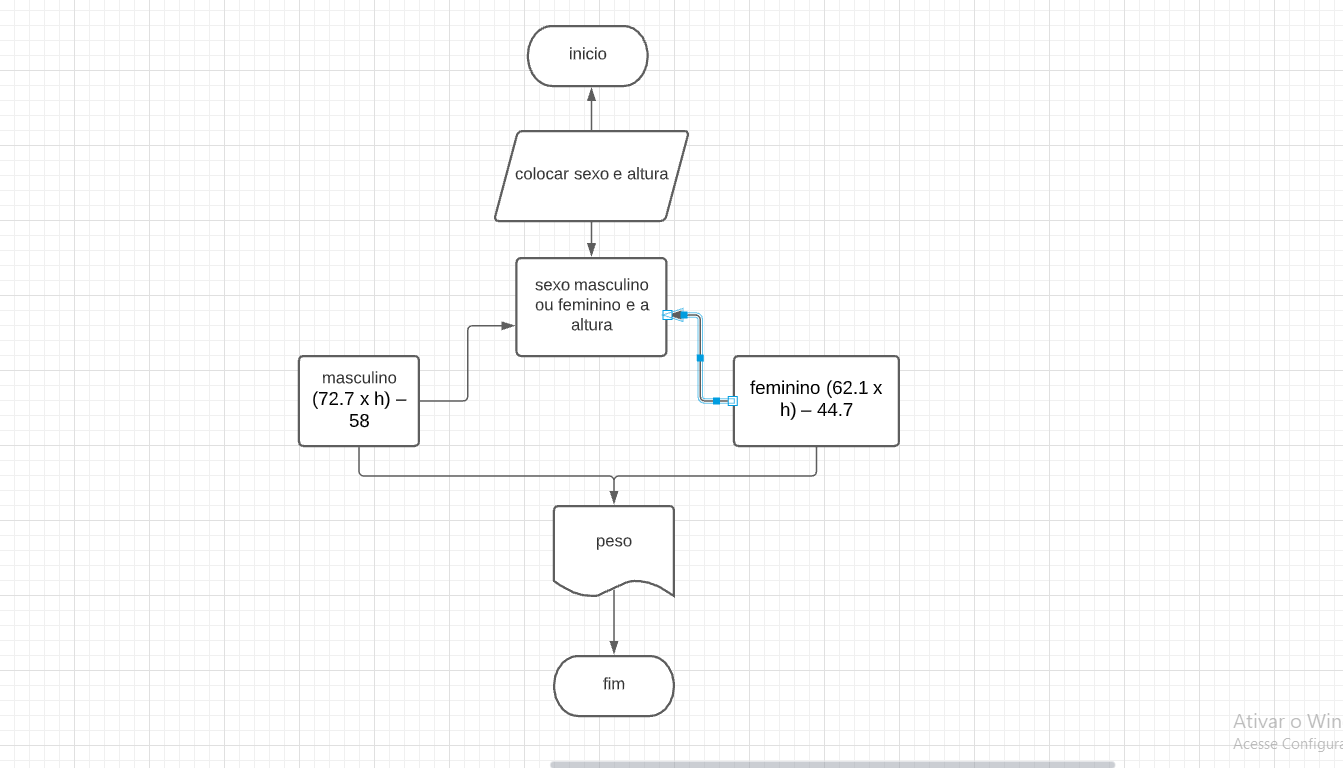 inicio
colocar sexo e altura
sexo masculino
ou feminino e a
altura
masculino
(72.7 x h) –
58
feminino (62.1 x
h) – 44.7
peso
fim
Ativar o Win
Acesse Configura